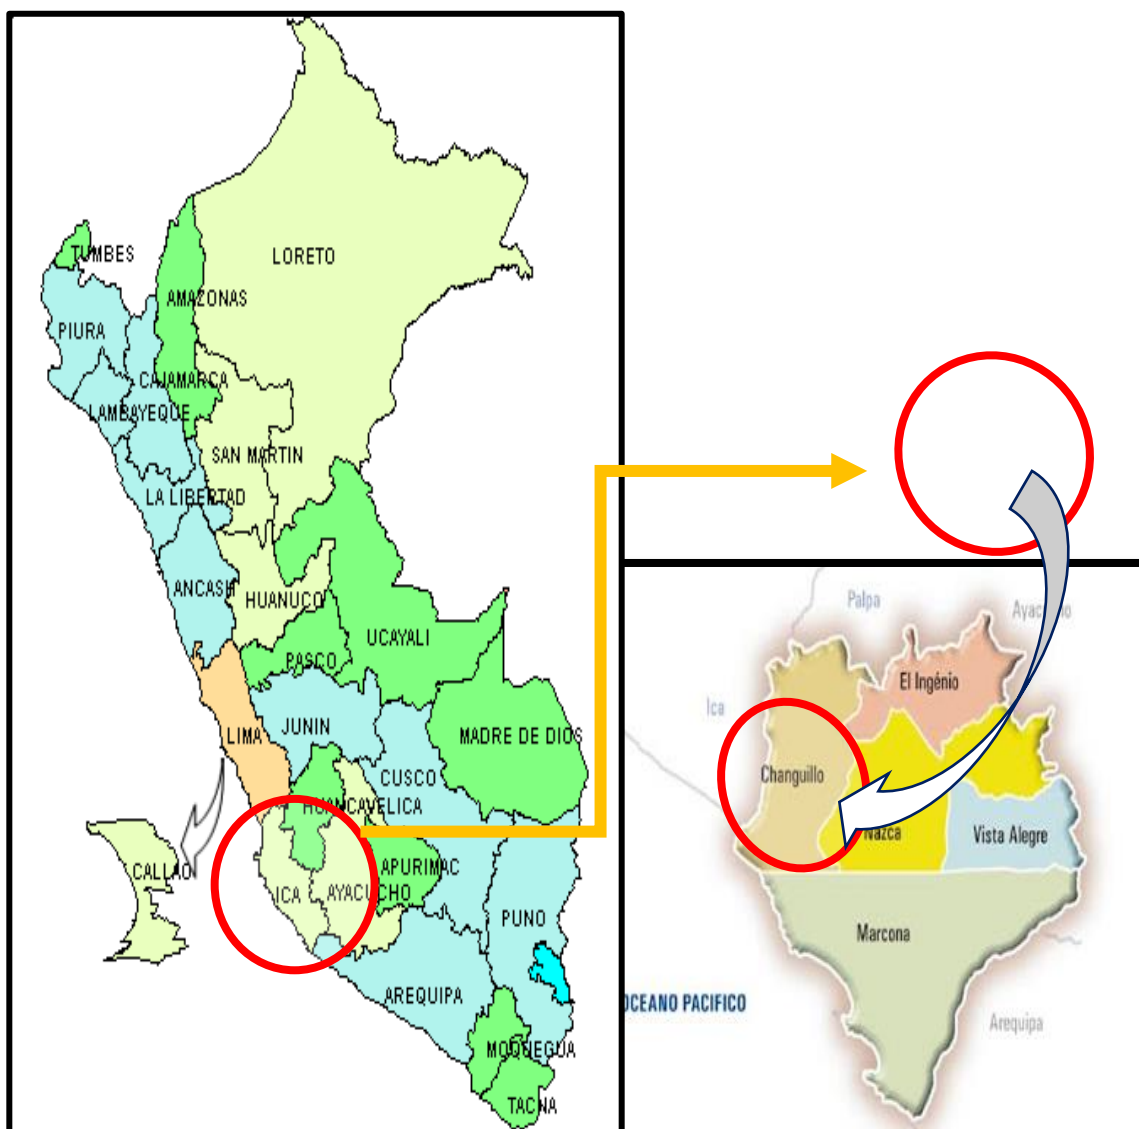 LORETO
TUMBES
AMAZONAS
PIURA
CAJAMARCA
LAMBAYEQUE
SAN MARTIN
LA LIBERTAD
ANCASH
HUANUCO
UCAYALI
PASCO
JUNIN
LIMA
MADRE DE DIOS
CUSCO
HUANCAVELICA
CALLAO
APURIMAC
ICA
AYACUCHO
PUNO
AREQUIPA
MOQUEGUA
TACNA
Palpa
El Ingénio
Ica
Changuillo
Nazca
Vista Alegre
Marcona
OCEANO PACIFICO
Arequipa